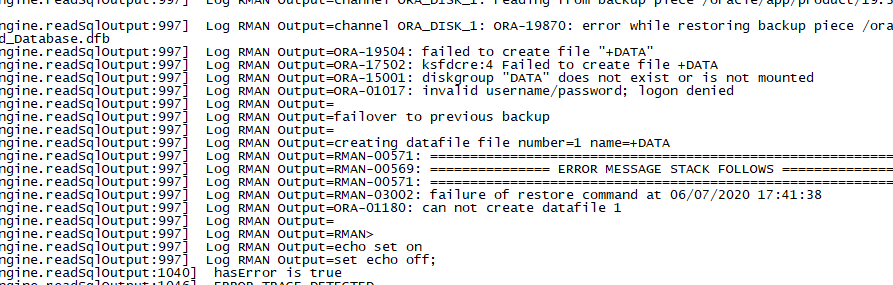 ngine.readSqlOutput:997] Log RMAN Output=channel ORA_DISK_1: reading from backup piece /oracle/app/product/19.3
ngine.readSqlOutput:997] Log RMAN Output=channel ORA_DISK_1: ORA-19870: error while restoring backup piece /ora
d_Database.dfb
ngine.readSqlOutput:997] Log RMAN Output=ORA-19504: failed to create file "+DATA"
ngine.readSqlOutput:997] Log RMAN Output=ORA-17502: ksfdcre:4 Failed to create file +DATA
ngine.readSqlOutput:997] Log RMAN Output=ORA-15001: diskgroup "DATA" does not exist or is not mounted
ngine.readSqlOutput:997] Log RMAN Output=ORA-01017: invalid username/password; logon denied
ngine.readSqlOutput:997] Log RMAN Output=
ngine.readSqlOutput:997] Log RMAN Output=failover to previous backup
ngine.readSqlOutput:997] Log RMAN Output=
ngine.readSqlOutput:997] Log RMAN Output=creating datafile file number=1 name=+DATA
ngine.readSqlOutput:997] Log RMAN Output=RMAN-00571: ==========================================================
ngine.readSqlOutput:997] Log RMAN Output=RMAN-00569: =============== ERROR MESSAGE STACK FOLLOWS ==============
ngine.readSqlOutput:997] Log RMAN Output=RMAN-00571: ==========================================================
ngine.readSqlOutput:997] Log RMAN Output=RMAN-03002: failure of restore command at 06/07/2020 17:41:38
ngine.readSqlOutput:997] Log RMAN Output=ORA-01180: can not create datafile 1
ngine.readSqlOutput:997] Log RMAN Output=
ngine.readSqlOutput:997] Log RMAN Output=RMAN>
ngine.readSqlOutput:997] Log RMAN Output=echo set on
ngine.readSqlOutput:997] Log RMAN Output=set echo off;
ngine.readSqlOutput:1040] hasError is true
ngine.readSqlOutput:1046] ERROR TRACE DETECTED